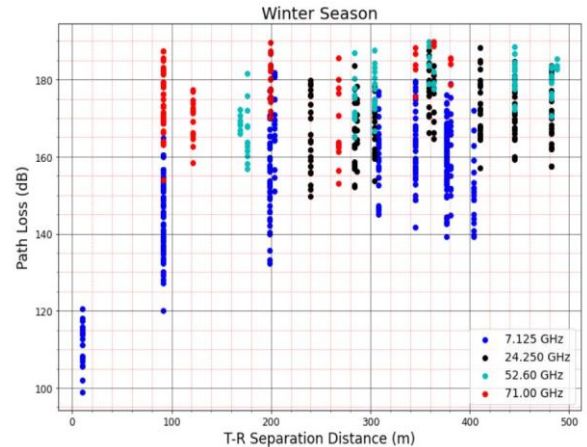 Winter Season
Path Loss (dB)
180
160
140
120
100
0
100
200
300
400
500
T-R Separation Distance (m)
7.125 GHz
24.250 GHz
52.60 GHz
71.00 GHz